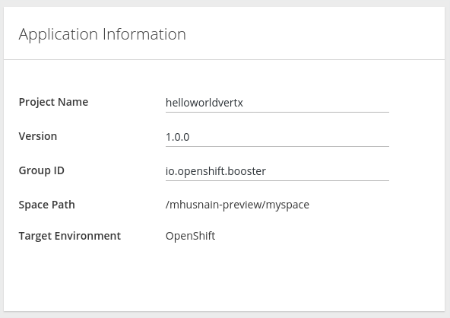 Application Information
Project Name helloworldvertx
Version 1.0.0
Group ID io.openshift.booster
Space Path /mhusnain-preview/myspace
Target Environment OpenShift